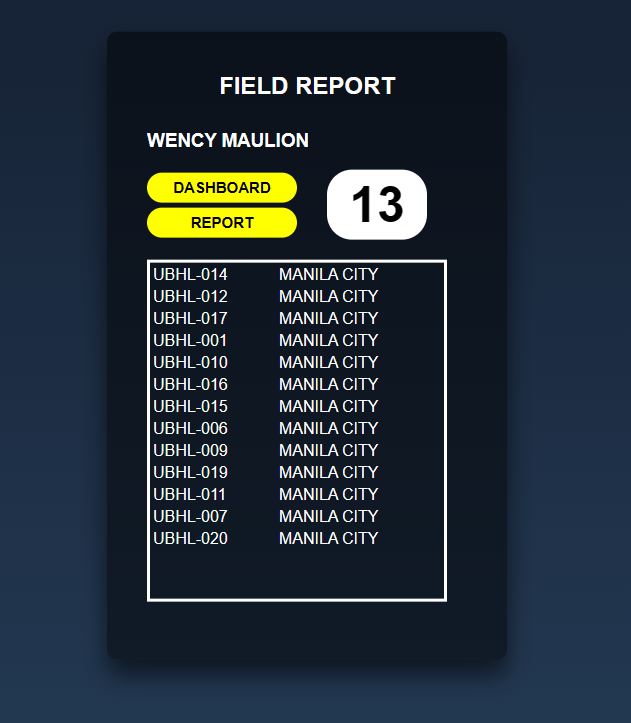 FIELD REPORT
WENCY MAULION
DASHBOARD
REPORT
13
UBHL-014 MANILA CITY
UBHL-012 MANILA CITY
UBHL-017 MANILA CITY
UBHL-001 MANILA CITY
UBHL-010 MANILA CITY
UBHL-016 MANILA CITY
UBHL-015 MANILA CITY
UBHL-006 MANILA CITY
UBHL-009 MANILA CITY
UBHL-019 MANILA CITY
UBHL-011 MANILA CITY
UBHL-007 MANILA CITY
UBHL-020 MANILA CITY